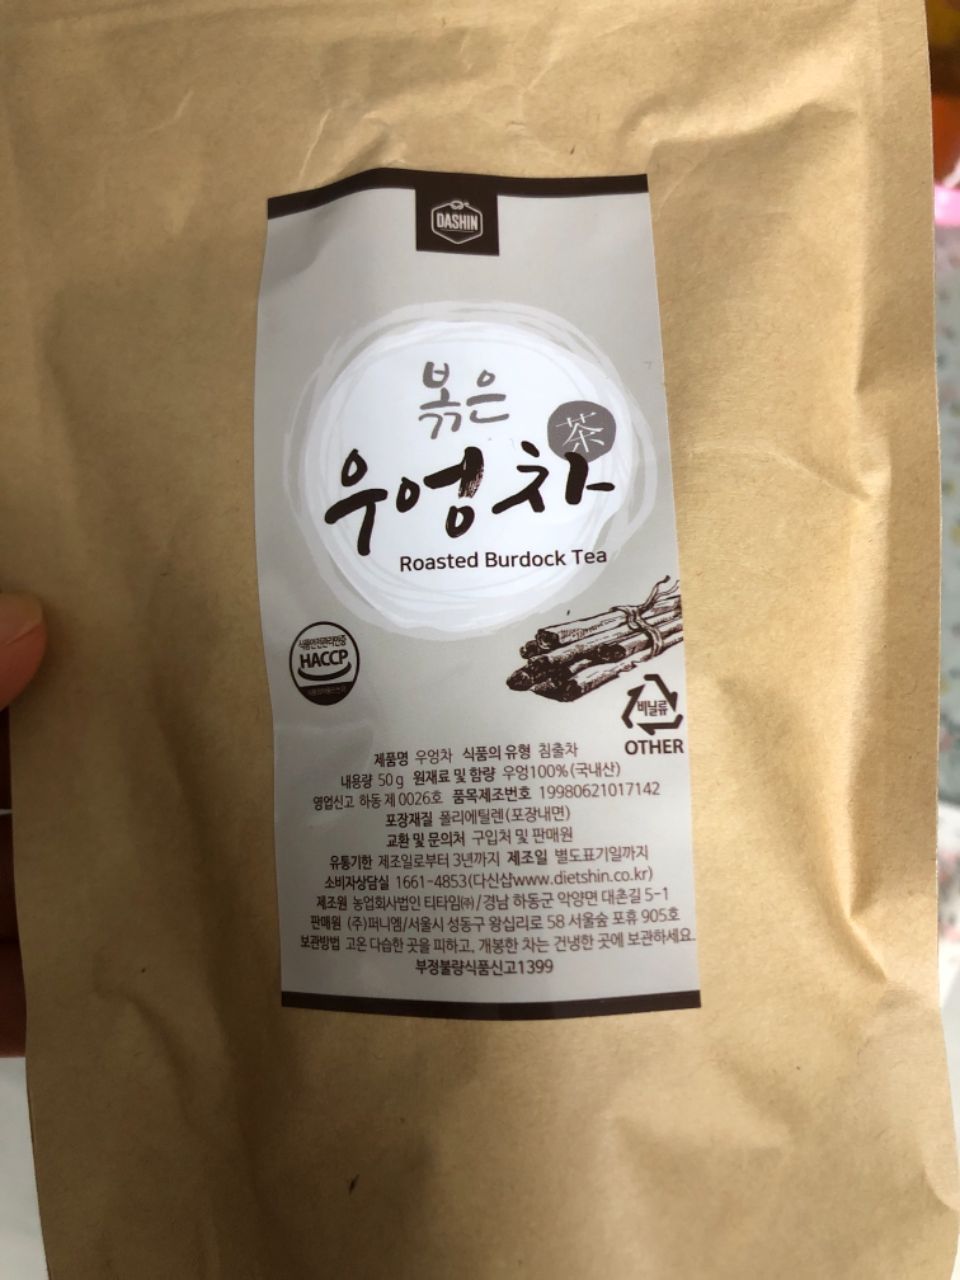 DASHIN
볶은
茶
우엉차
Roasted Burdock Tea
식품안전관리인증
HACCP
비닐류
OTHER
제품명 우엉차 식품의 유형 침출차
내용량 50g 원재료 및 함량 우엉100%(국내산)
영업신고 하동 제 0026호 품목제조번호 19980621017142
포장재질 폴리에틸렌(포장내면)
교환 및 문의처 구입처 및 판매원
유통기한 제조일로부터 3년까지 제조일 별도표기일까지
소비자상담실 1661-4853(다신샵www.dietshin.co.kr)
제조원 농업회사법인 티타임㈜/경남 하동군 악양면 대촌길 5-1
판매원 (주)퍼니엠/서울시 성동구 왕십리로 58 서울숲 포휴 905호
보관방법 고온 다습한 곳을 피하고, 개봉한 차는 건냉한 곳에 보관하세요.
부정불량식품신고1399